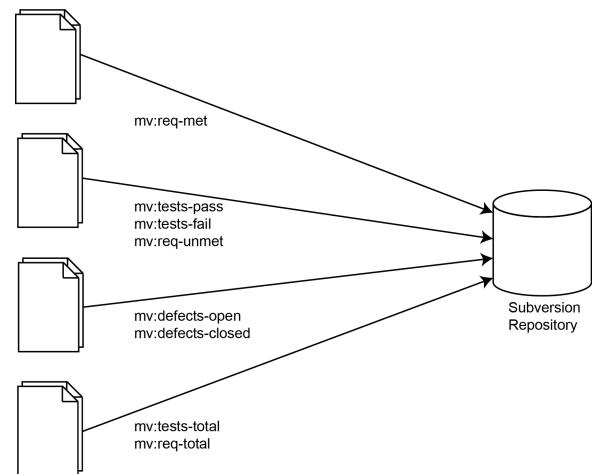 mv:req-met
mv:tests-pass
mv:tests-fail
mv:req-unmet
mv:defects-open
mv:defects-closed
mv:tests-total
mv:req-total
Subversion
Repository